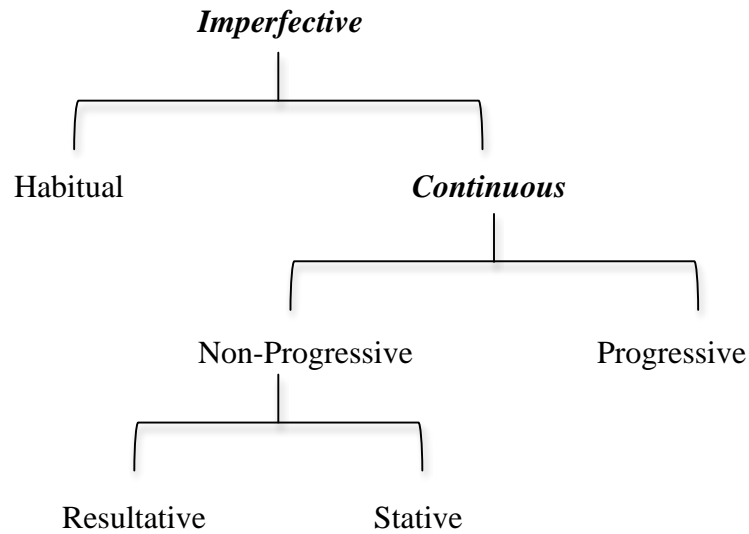 Imperfective
Habitual Continuous
Non-Progressive Progressive
Resultative Stative